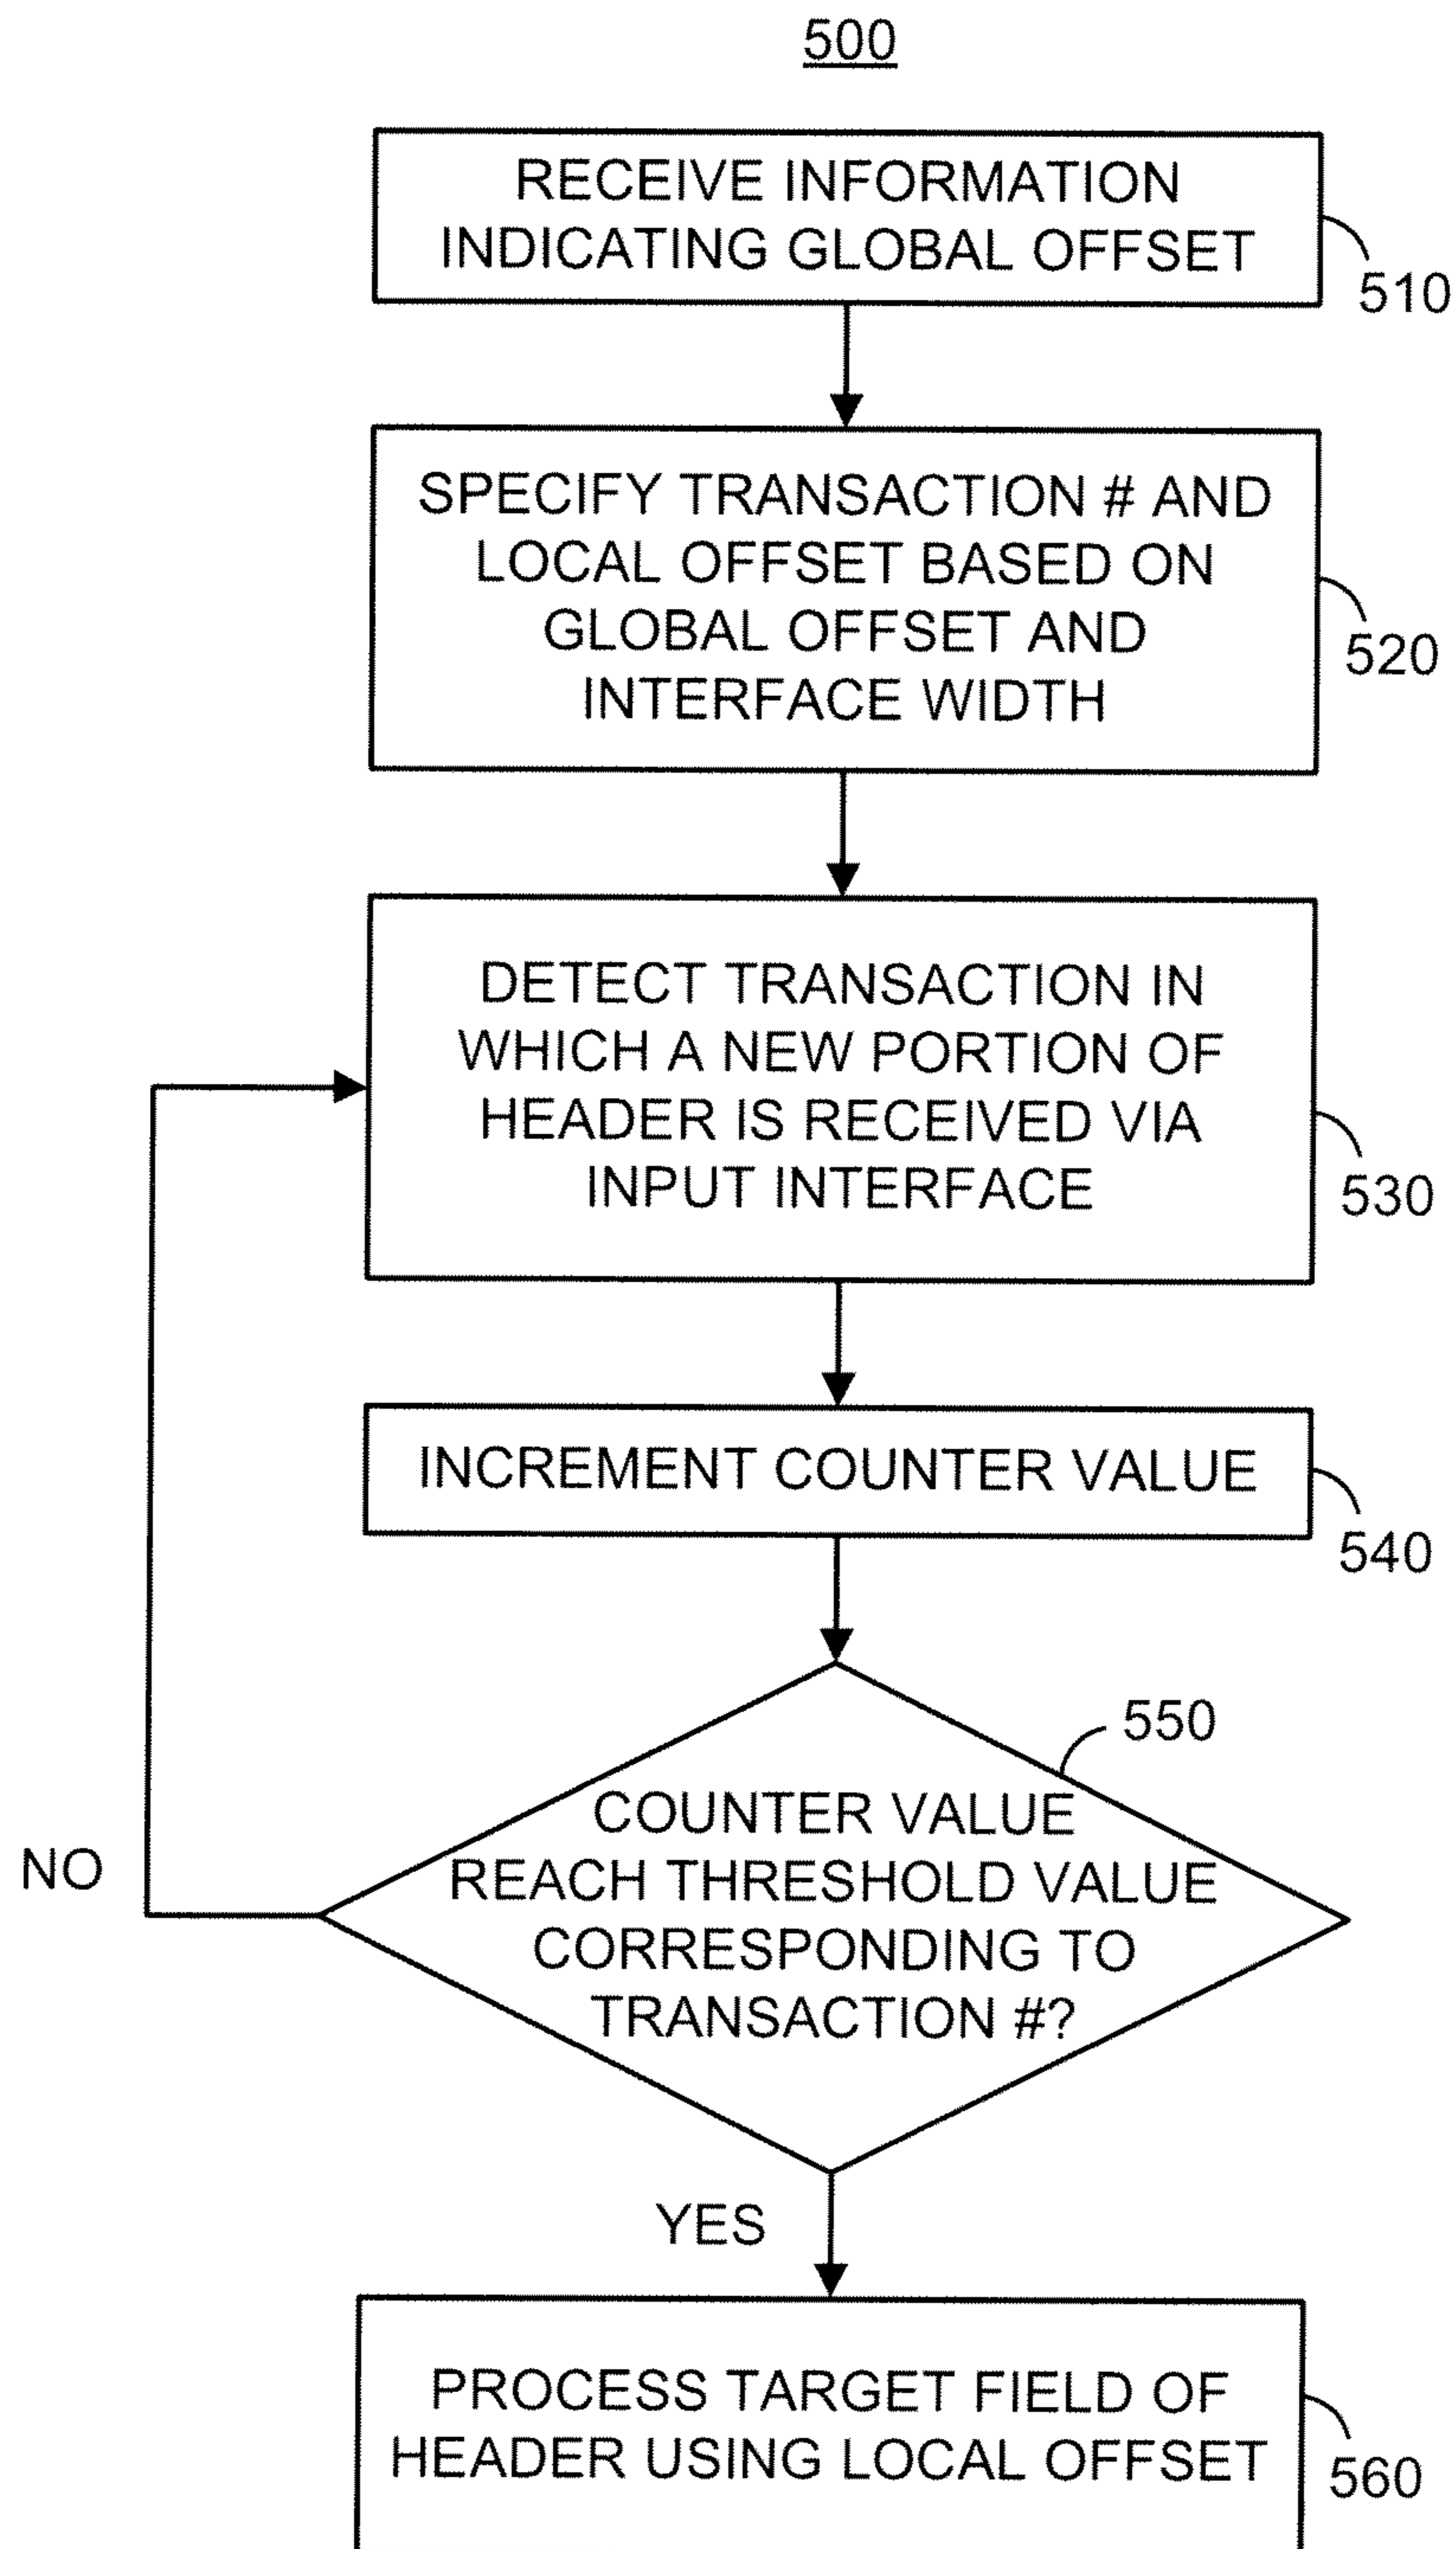 500
RECEIVE INFORMATION
INDICATING GLOBAL OFFSET
510
SPECIFY TRANSACTION # AND
LOCAL OFFSET BASED ON
GLOBAL OFFSET AND
INTERFACE WIDTH
520
DETECT TRANSACTION IN
WHICH A NEW PORTION OF
HEADER IS RECEIVED VIA
INPUT INTERFACE
530
INCREMENT COUNTER VALUE
540
550
COUNTER VALUE
REACH THRESHOLD VALUE
CORRESPONDING TO
TRANSACTION #?
NO
YES
PROCESS TARGET FIELD OF
HEADER USING LOCAL OFFSET
560